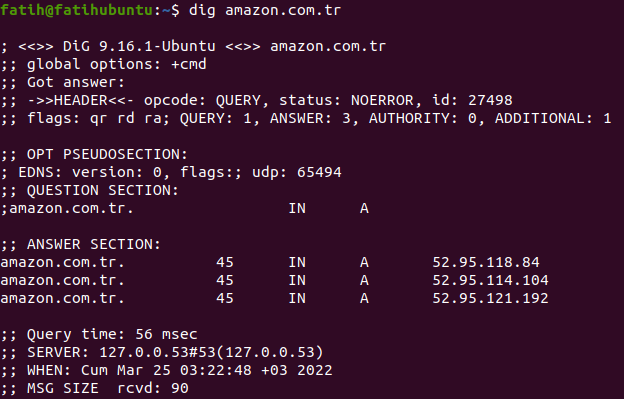 fatih@fatihubuntu:~$ dig amazon.com.tr
; <<>> DiG 9.16.1-Ubuntu <<>> amazon.com.tr
;; global options: +cmd
;; Got answer:
;; ->>HEADER<<- opcode: QUERY, status: NOERROR, id: 27498
;; flags: qr rd ra; QUERY: 1, ANSWER: 3, AUTHORITY: 0, ADDITIONAL: 1
;; OPT PSEUDOSECTION:
; EDNS: version: 0, flags:; udp: 65494
;; QUESTION SECTION:
;amazon.com.tr. IN A
;; ANSWER SECTION:
amazon.com.tr. 45 IN A 52.95.118.84
amazon.com.tr. 45 IN A 52.95.114.104
amazon.com.tr. 45 IN A 52.95.121.192
;; Query time: 56 msec
;; SERVER: 127.0.0.53#53(127.0.0.53)
;; WHEN: Cum Mar 25 03:22:48 +03 2022
;; MSG SIZE rcvd: 90